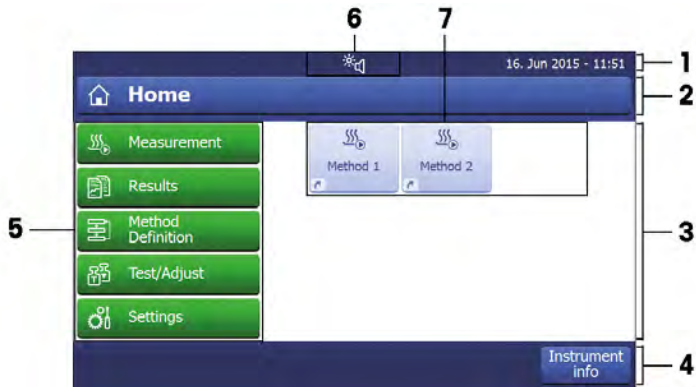 6 7
16. Jun 2015 - 11:51 1
Home 2
Measurement
Method 1 Method 2
Results
5
Method
Definition
3
Test/Adjust
Settings
Instrument
info
4